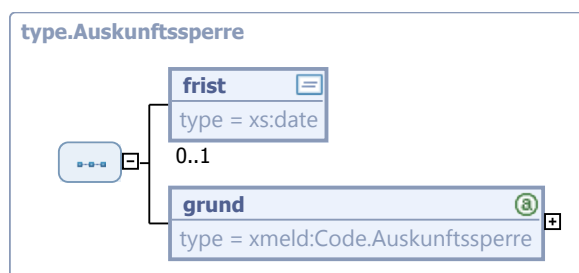 type.Auskunftssperre
frist
type = xs:date
0..1
grund
type = xmeld:Code.Auskunftssperre